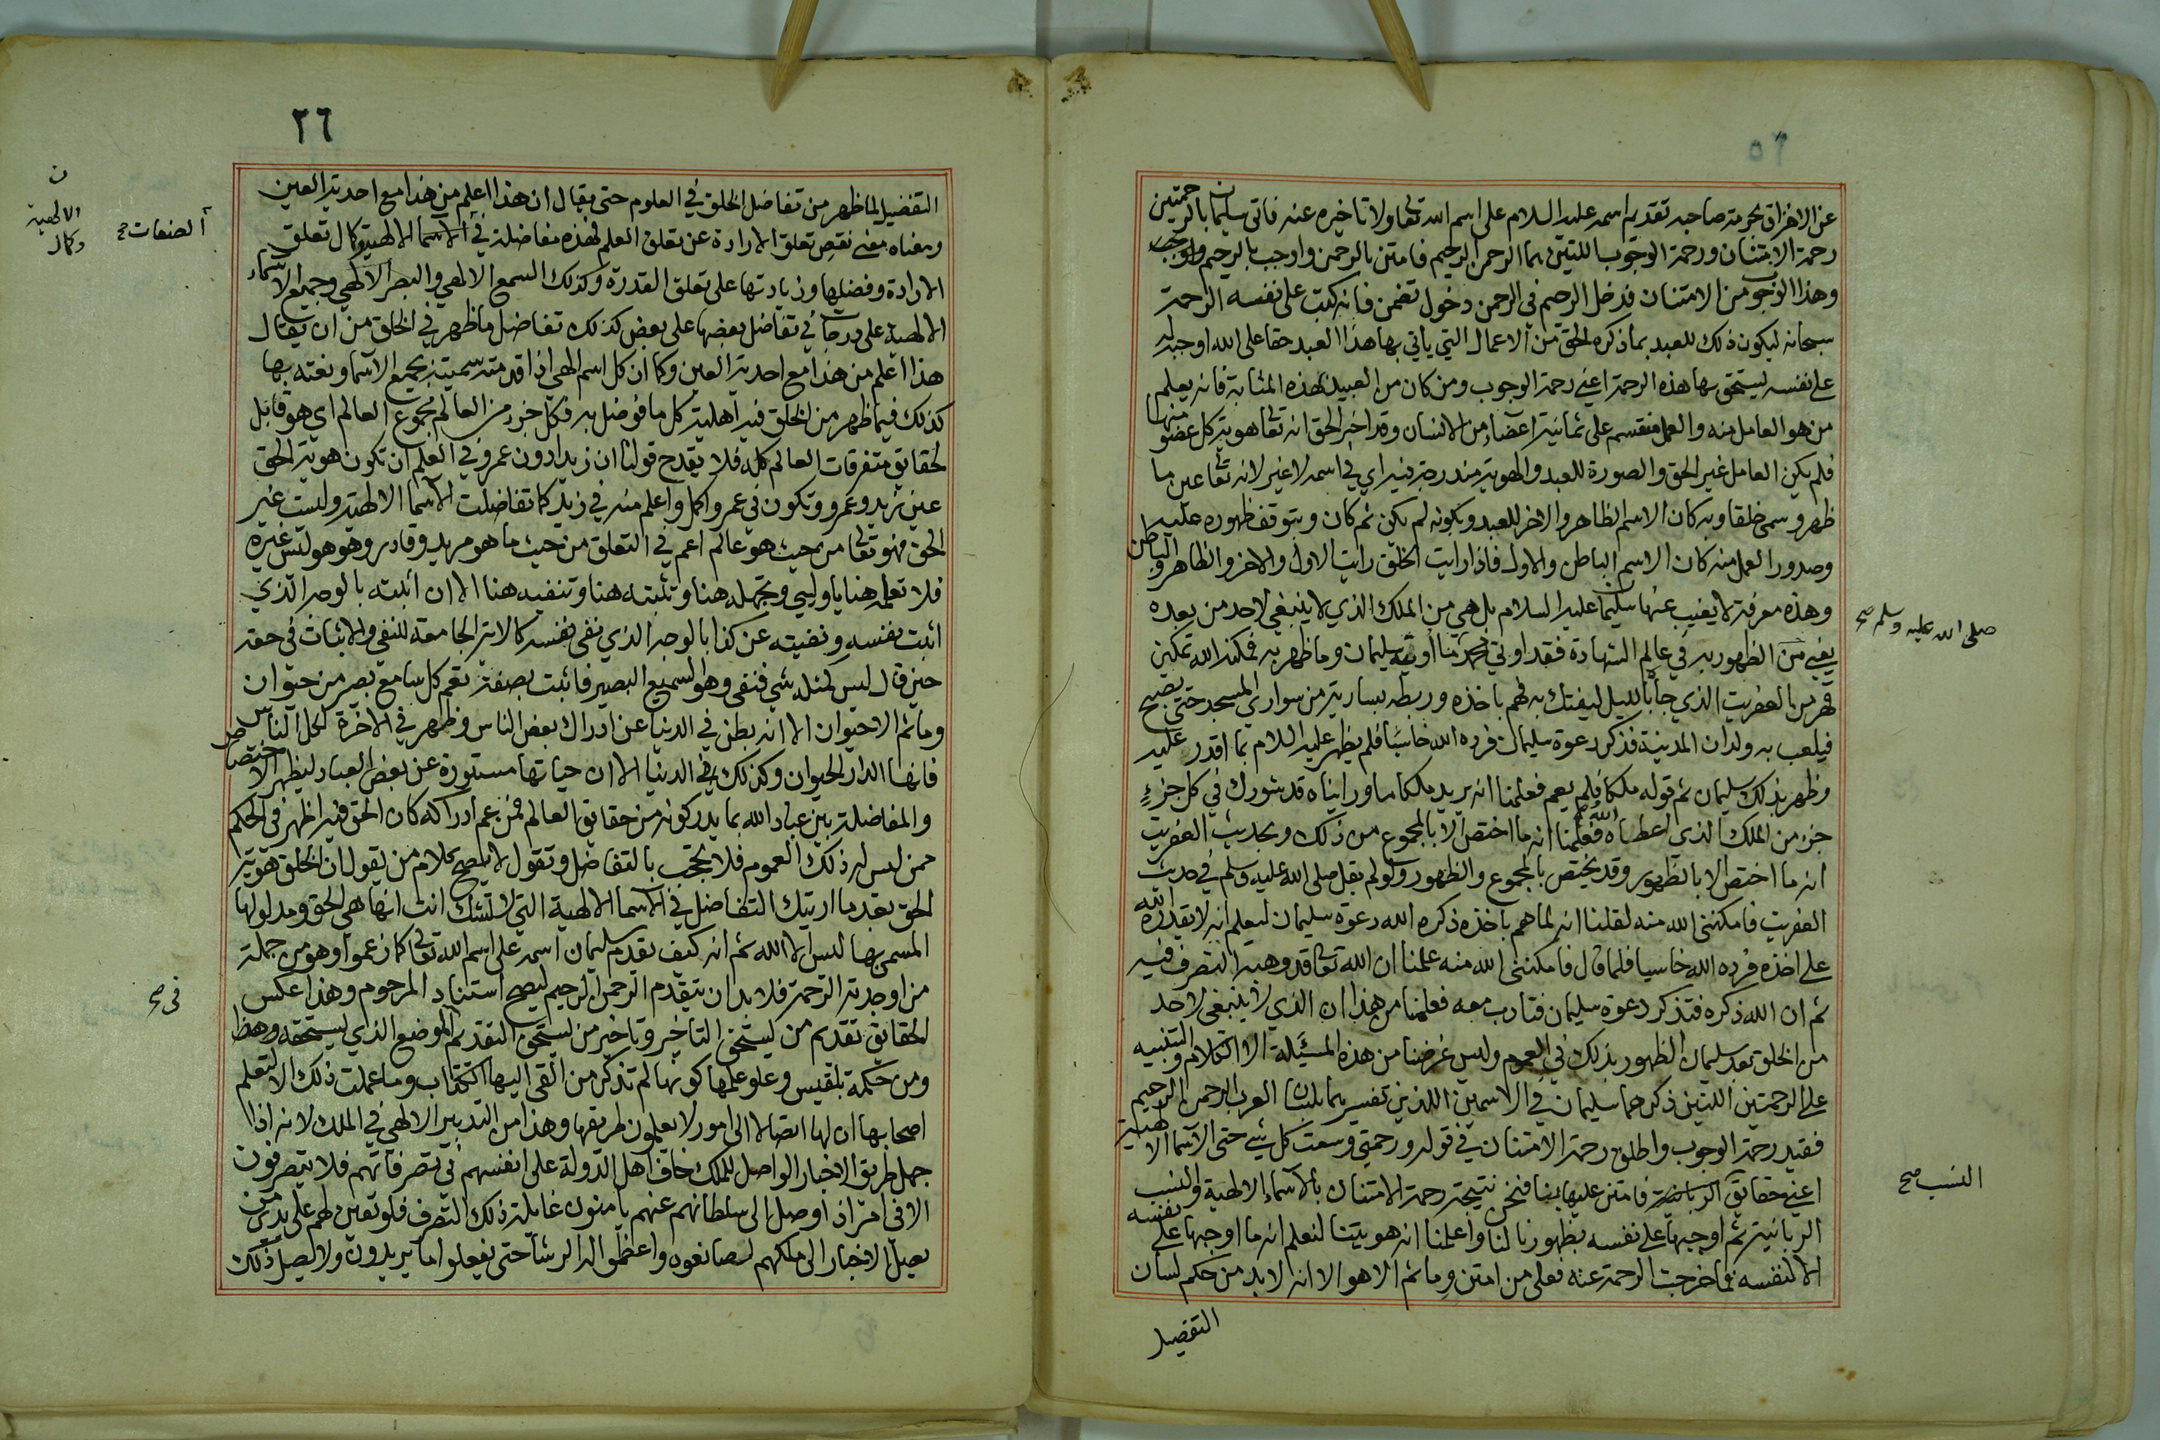 ٥٦
عن الاخراق بحرمة صاحبه تقديم اسمه عليه السلام على اسم الله تعالى ولا تاخيره عنه فاتى سليمان بالرحمتين
رحمة الامتنان ورحمة الوجوب اللتين هما الرحمن الرحيم فامتن بالرحمن واوجب بالرحيم والوجوب
وهذا الوجوب من الامتنان فدخل الرحيم في الرحمن دخول تضمن فانه كتب على نفسه الرحمة
سبحانه ليكون ذلك للعبد بما ذكره الحق من الاعمال التي ياتي بها هذا العبد حقا على الله اوجبه له
على نفسه ليستحق بها هذه الرحمة اعني رحمة الوجوب ومن كان من العبيد بهذه المثابة فانه يعلم
من هو العامل منه والعمل منقسم على ثمانية اعضاء من الانسان وقد اخبر الحق انه تعالى هوية كل عضو منها
فلم يكن العامل غير الحق والصورة للعبد والهوية مندرجة فيه اي في اسمه لا غير لانه تعالى عين ما
ظهر وسمى خلقا وبه كان الاسم الظاهر والاخر للعبد وبكونه لم يكن ثم كان وبتوقف ظهوره عليه
وصدور العمل منه كان الاسم الباطن والاول فاذا رايت الخلق رايت الاول والاخر والظاهر والباطن
وهذه معرفة لا يغيب عنها سليمان عليه السلام بل هي من الملك الذي لا ينبغي لاحد من بعده
يعني من الظهور به في عالم الشهادة فقد اوتي محمد ما اوتيه سليمان وما ظهر به فمكنه الله تمكين
صلى الله عليه وسلم صح
قهر من العفريت الذي جاء بالليل ليفتك به فهم باخذه وربطه بسارية من سواري المسجد حتى يصبح
فيلعب به ولدان المدينة فذكر دعوة سليمان فرده الله خاسئا فلم يظهر عليه السلام بما اقدر عليه
وظهر بذلك سليمان ثم قوله ملكا فلم يعم فعلمنا انه يريد ملكا ما وراينا ه قد شورك في كل جزء
جزء من الملك الذي اعطاه الله فعلمنا انه ما اختص الا بالمجموع من ذلك وبحديث العفريت
انه ما اختص الا بالظهور وقد يختص بالمجموع والظهور ولو لم يقل صلى الله عليه وسلم في حديث
العفريت فامكنني الله منه لقلنا انه لما هم باخذه ذكره الله دعوة سليمان ليعلم انه لا يقدره الله
على اخذه فرده الله خاسيا فلما قال فامكنني الله منه علمنا ان الله تعالى قد وهبه التصرف فيه
ثم ان الله ذكره فتذكر دعوة سليمان فتادب معه فعلمنا من هذا ان الذي لا ينبغي لاحد
من الخلق بعد سليمان الظهور بذلك في العموم وليس غرضنا من هذه المسئلة الا الكلام والتنبيه
على الرحمتين اللتين ذكرهما سليمان في الاسمين اللذين تفسيرهما بلسان العرب الرحمن الرحيم
فقيد رحمة الوجوب واطلق رحمة الامتنان في قوله ورحمتي وسعت كل شي حتى الاسما الالهية
اعني حقايق فامتن عليها بنا فنحن نتيجة رحمة الامتنان بالاسماء الالهية والنسب
النسب صح
الربانية ثم اوجبها على نفسه بظهورنا لنا واعلمنا انه هويتنا لنعلم انه ما اوجبها على نفسه
الا لنفسه فما خرجت الرحمة عنه فعلى من امتن وما ثم الا هو الا انه لا بد من حكم لسان
التفضيل
٢٦
التفضيل لما ظهر من تفاضل الخلق في العلوم حتى يقال ان هذا اعلم من هذا مع احدية العين
ومعناه معنى نقص تعلق الارادة عن تعلق العلم فهذه مفاضلة في الاسما الالهية وكمال تعلق
الصفات صح
ن
الالهية
وكمال
الارادة وفضلها وزيادتها على تعلق القدرة وكذلك السمع الالهي والبصر الالهي وجميع الاسماء
الالهية على درجات في تفاضل بعضها على بعض كذلك تفاضل ما ظهر في الخلق من ان يقال
هذا اعلم من هذا مع احدية العين وكما ان كل اسم الهي اذا قدمته سميته بجميع الاسما ونعته بها
كذلك فيما ظهر من الخلق فيه اهلية كل ما فوضل به فكل جزء من العالم مجموع العالم اي هو قابل
لحقايق متفرقات العالم كله فلا يقدح قولنا ان زيدا دون عمرو في العلم ان تكون هوية الحق
عين زيد وعمرو وتكون في عمرو اكمل واعلم منه في زيد كما تفاضلت الاسما الالهية وليست غير
الحق فهو تعالى من حيث هو عالم اعم في التعلق من حيث ما هو مريد وقادر وهو هو ليس غيره
فلا تعلمه هنا يا وليي وتجهله هنا وتثبته هنا وتنفيه هنا الا ان اثبته بالوجه الذي
اثبت نفسه ونفيته عن كذا بالوجه الذي نفى نفسه كالاية الجامعة للنفي والاثبات في حقه
حين قال ليس كمثله شي فنفى وهو السميع البصير فاثبت بصفة تعم كل سامع بصير من حيوان
وما ثم الا حيوان الا انه بطن في الدنيا عن ادراك بعض الناس وظهر في الاخرة لكل الناس
فانها الدار الحيوان وكذلك في الدنيا الا ان حياتها مستورة عن بعض العباد ليظهر الاختصاص
والمفاضلة بين عباد الله بما يدركونه من حقايق العالم فمن عم ادراكه كان الحق فيه اظهر في الحكم
ممن ليس له ذلك العموم فلا تحجب بالتفاضل وتقول لا يصح كلام من يقول ان الخلق هوية
الحق بعد ما اريتك التفاضل في الاسما الالهية التي لا تشك انت انها هي الحق ومدلولها
المسمى بها ليس الا الله ثم انه كيف تقدم سليمان اسمه على اسم الله تعالى كما زعموا وهو من جملة
من اوجدته الرحمة فلا بد ان يتقدم الرحمن الرحيم ليصح استناد المرحوم وهذا عكس
الحقايق تقديم من يستحق التاخير وتاخير من يستحق التقديم الموضع الذي يستحقه
في صح
ومن حكمة بلقيس وعلو علمها كونها لم تذكر من القى اليها الكتاب وما عملت ذلك الا لتعلم
اصحابها ان لها اتصالا الى امور لا يعلمون طريقها وهذا من التدبير الالهي في الملك لانه اذا
جهل طريق الاخبار الواصل للملك خاف اهل الدولة على انفسهم في تصرفاتهم فلا يتصرفون
الا في امر اذا وصل الى سلطانهم عنهم يامنون غايلة ذلك التصرف فلو تعين لهم على يدي من
يصل الاخبار الى ملكهم لصانعوه واعظموا له الرشا حتى يفعلوا ما يريدون ولا يصل ذلك